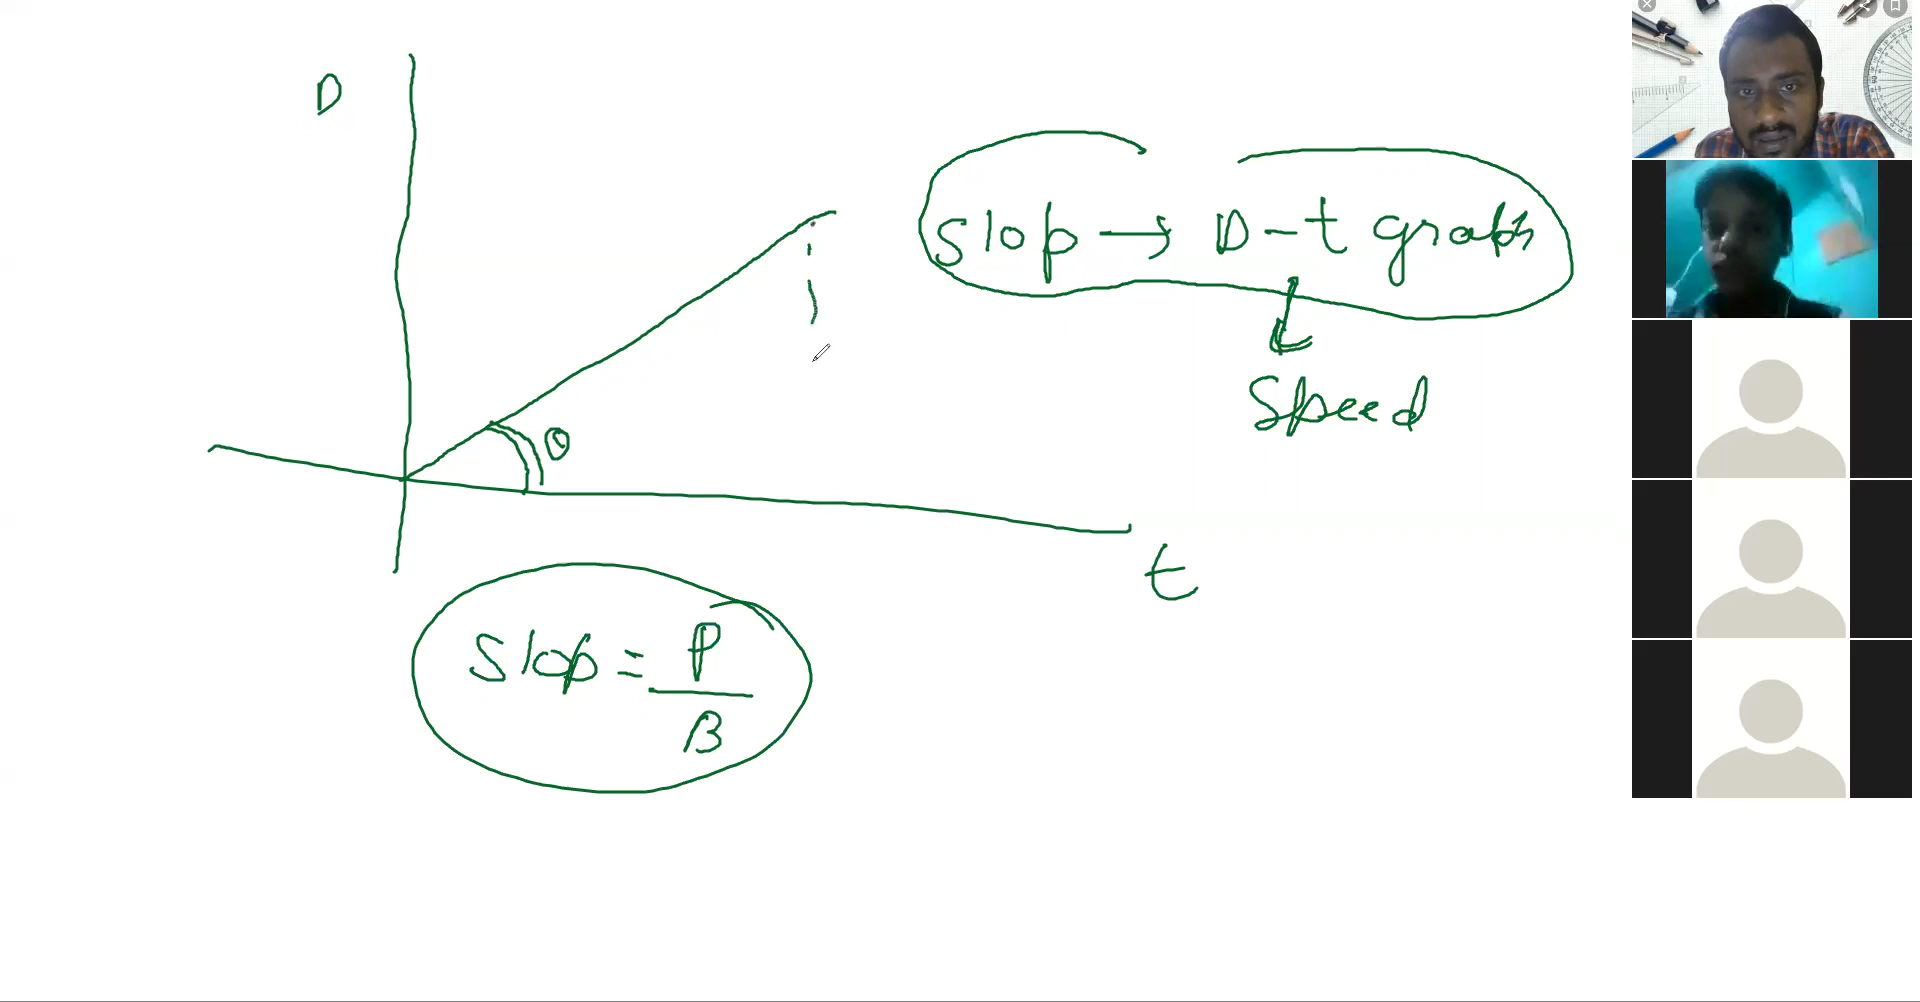 D
Slop → D-t graph
Speed
θ
t
Slop = P
B